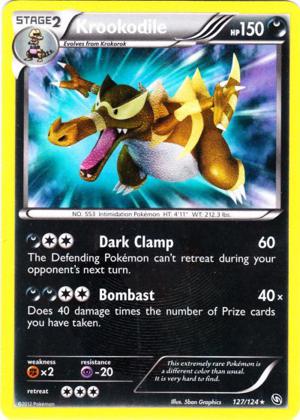 STAGE2
Krookodile
HP150
Evolves from Krokorok
NO. 553 Intimidation Pokémon HT: 4'11" WT: 212.3 lbs.
Dark Clamp 60
The Defending Pokémon can't retreat during your
opponent's next turn.
Bombast 40x
Does 40 damage times the number of Prize cards
you have taken.
weakness resistance
x2 -20
retreat
This extremely rare Pokémon is
a different color than usual.
It is very hard to find.
Illus. 5ban Graphics 127/124★
©2012 Pokémon